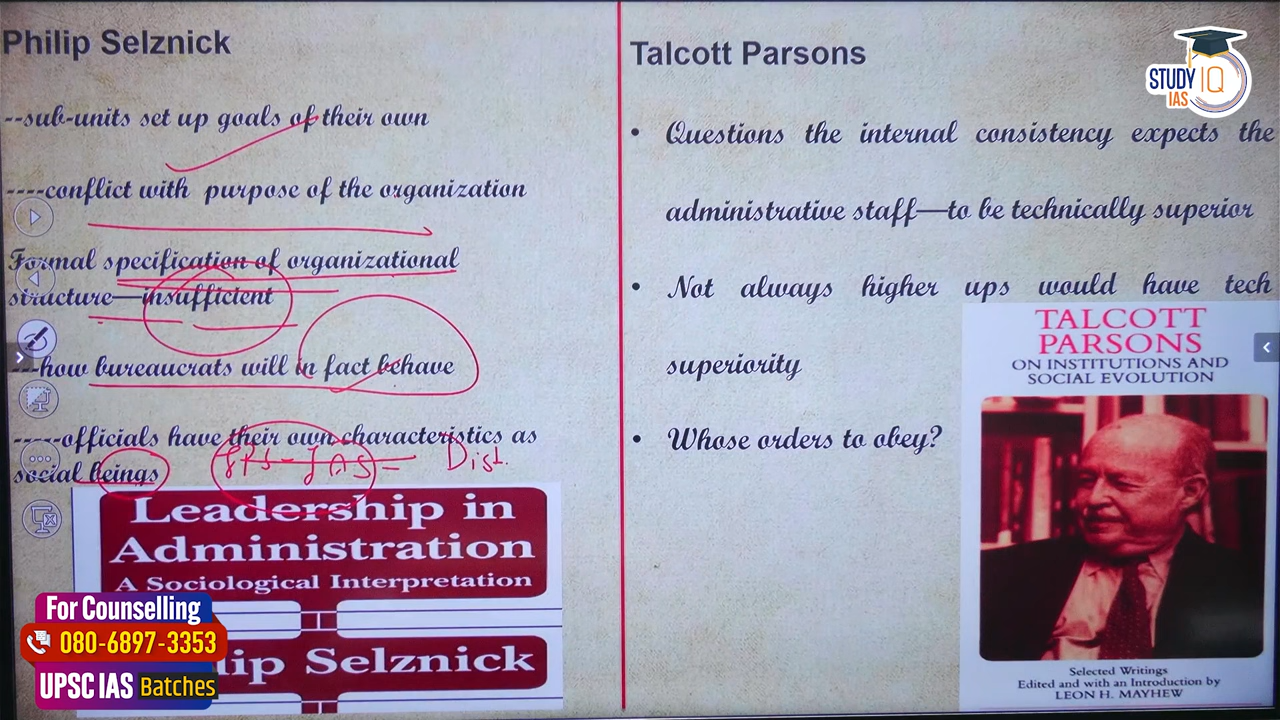 Philip Selznick
--sub-units set up goals of their own
----conflict with purpose of the organization
Formal specification of organizational
structure—insufficient
---how bureaucrats will in fact behave
-----officials have their own characteristics as
social beings
IPS - IAS - Dist.
Leadership in
Administration
A Sociological Interpretation
lip Selznick
For Counselling
080-6897-3353
UPSC IAS Batches
Talcott Parsons
STUDY IQ
IAS
• Questions the internal consistency expects the
administrative staff—to be technically superior
• Not always higher ups would have tech
superiority
• Whose orders to obey?
TALCOTT
PARSONS
ON INSTITUTIONS AND
SOCIAL EVOLUTION
Selected Writings
Edited and with an Introduction by
LEON H. MAYHEW